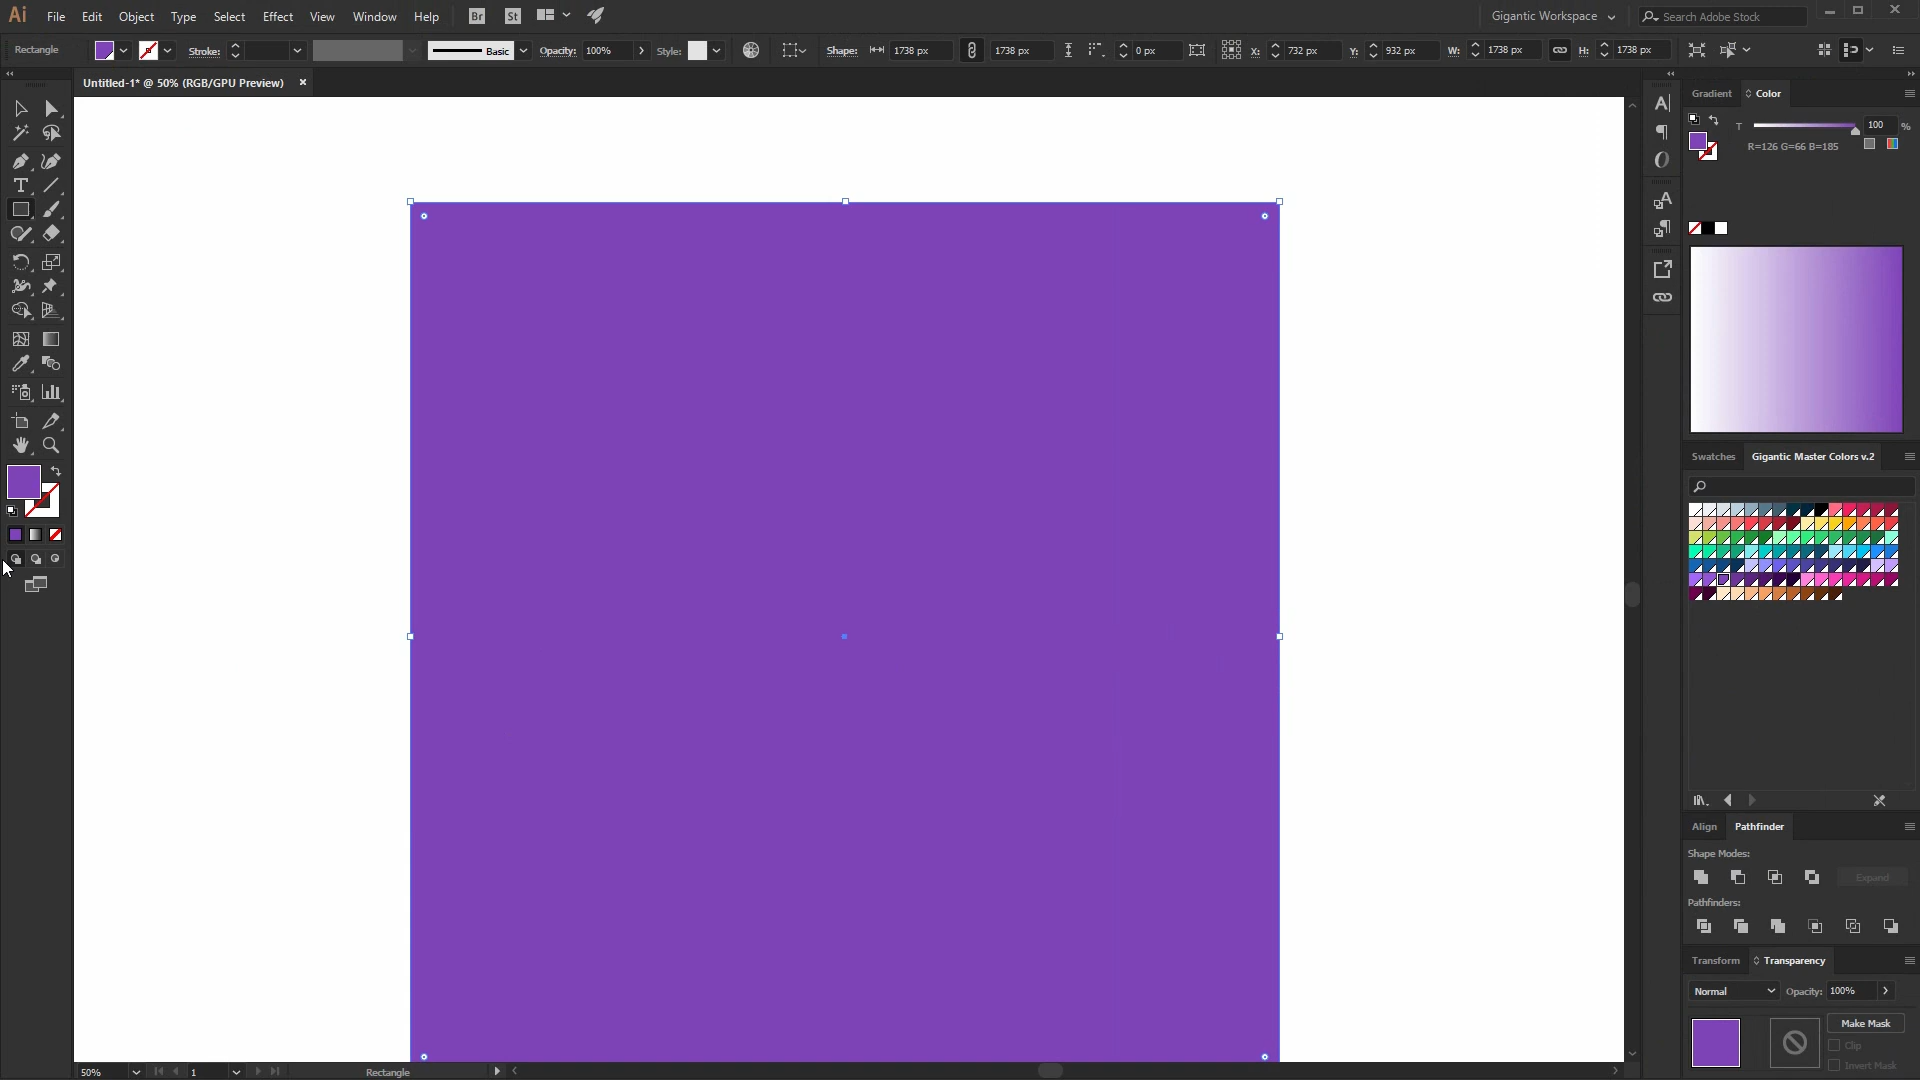 Ai File Edit Object Type Select Effect View Window Help Br St Gigantic Workspace Search Adobe Stock
Rectangle Stroke: Basic Opacity: 100% Style: Shape: 1738 px 1738 px 0 px X: 732 px Y: 932 px W: 1738 px H: 1738 px
Untitled-1* @ 50% (RGB/GPU Preview)
Gradient Color
T 100 %
R=126 G=66 B=185
Swatches Gigantic Master Colors v.2
Align Pathfinder
Shape Modes:
Expand
Pathfinders:
Transform Transparency
Normal Opacity: 100%
Make Mask
Clip
Invert Mask
50% 1 Rectangle